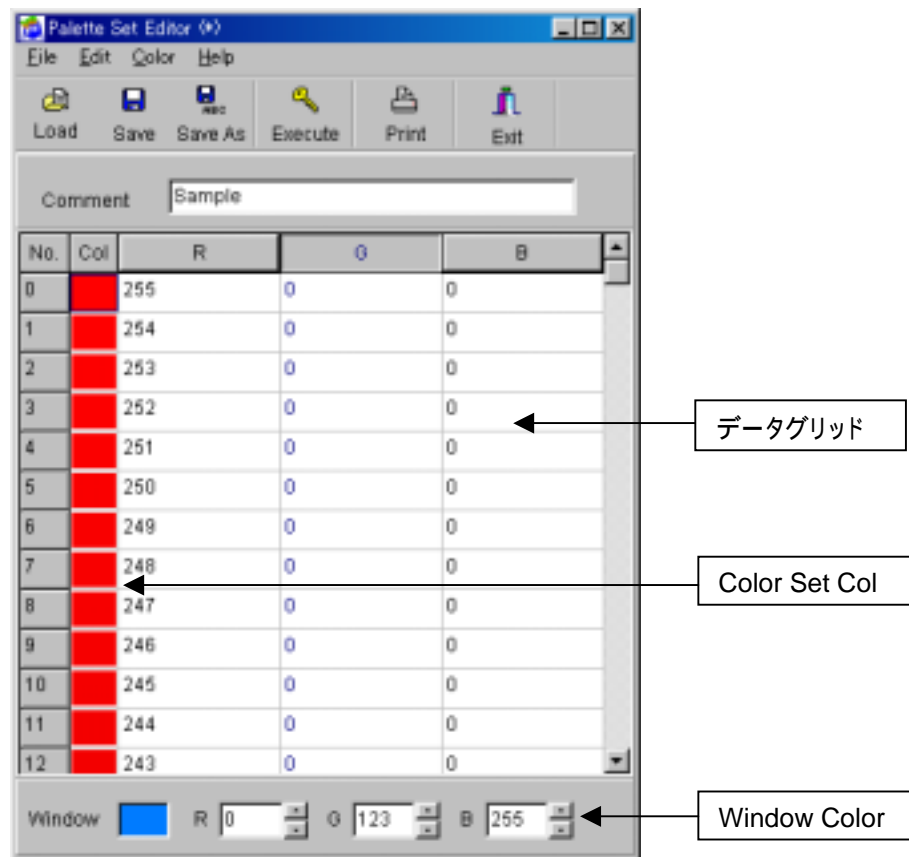 Palette Set Editor (*)
File Edit Color Help
Load Save Save As Execute Print Exit
Comment Sample
No. Col R G B
0 255 0 0
1 254 0 0
2 253 0 0
3 252 0 0
データグリッド
4 251 0 0
5 250 0 0
6 249 0 0
7 248 0 0
Color Set Col
8 247 0 0
9 246 0 0
10 245 0 0
11 244 0 0
12 243 0 0
Window R 0 G 123 B 255
Window Color